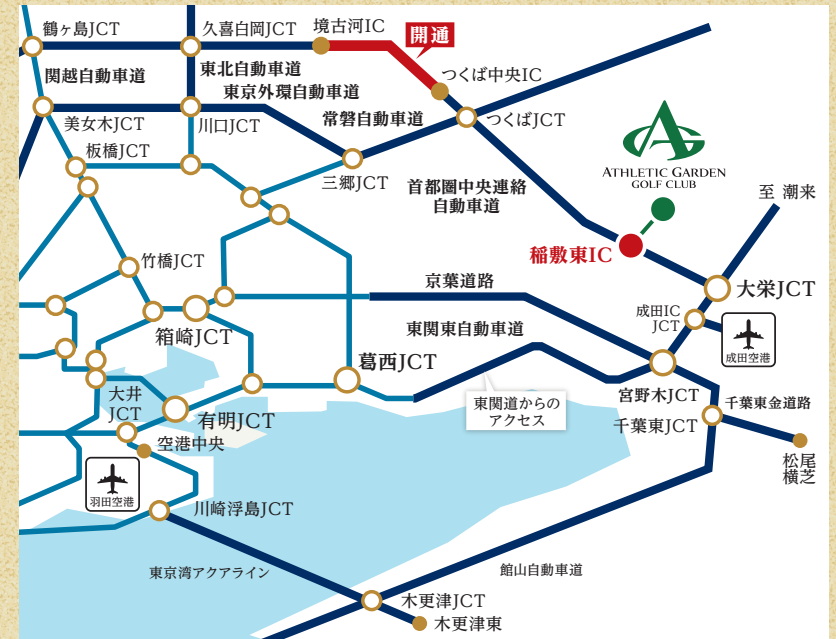 鶴ヶ島JCT
久喜白岡JCT
境古河IC
開通
関越自動車道
東北自動車道
つくば中央IC
東京外環自動車道
美女木JCT
川口JCT
常磐自動車道
つくばJCT
板橋JCT
三郷JCT
ATHLETIC GARDEN
GOLF CLUB
首都圏中央連絡
自動車道
至 潮来
稲敷東IC
竹橋JCT
京葉道路
大栄JCT
箱崎JCT
東関東自動車道
成田IC
JCT
成田空港
葛西JCT
大井
JCT
有明JCT
東関道からの
アクセス
宮野木JCT
千葉東金道路
千葉東JCT
空港中央
松尾
横芝
羽田空港
川崎浮島JCT
東京湾アクアライン
館山自動車道
木更津JCT
木更津東